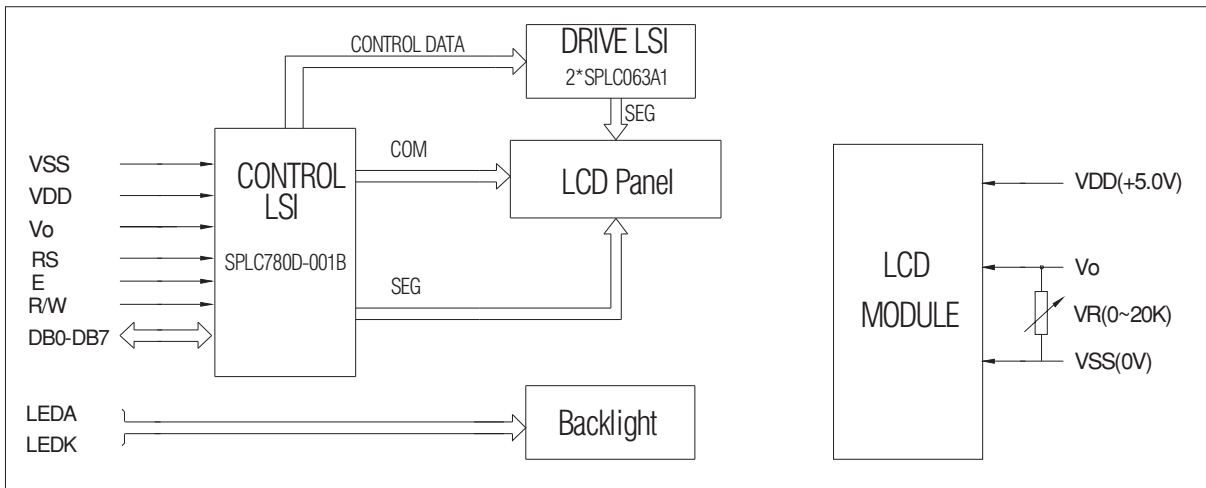 CONTROL DATA
DRIVE LSI
2*SPLC063A1
SEG
VSS
VDD
Vo
RS
E
R/W
DB0-DB7
CONTROL
LSI
SPLC780D-001B
COM
LCD Panel
SEG
LEDA
LEDK
Backlight
LCD
MODULE
VDD(+5.0V)
Vo
VR(0~20K)
VSS(0V)